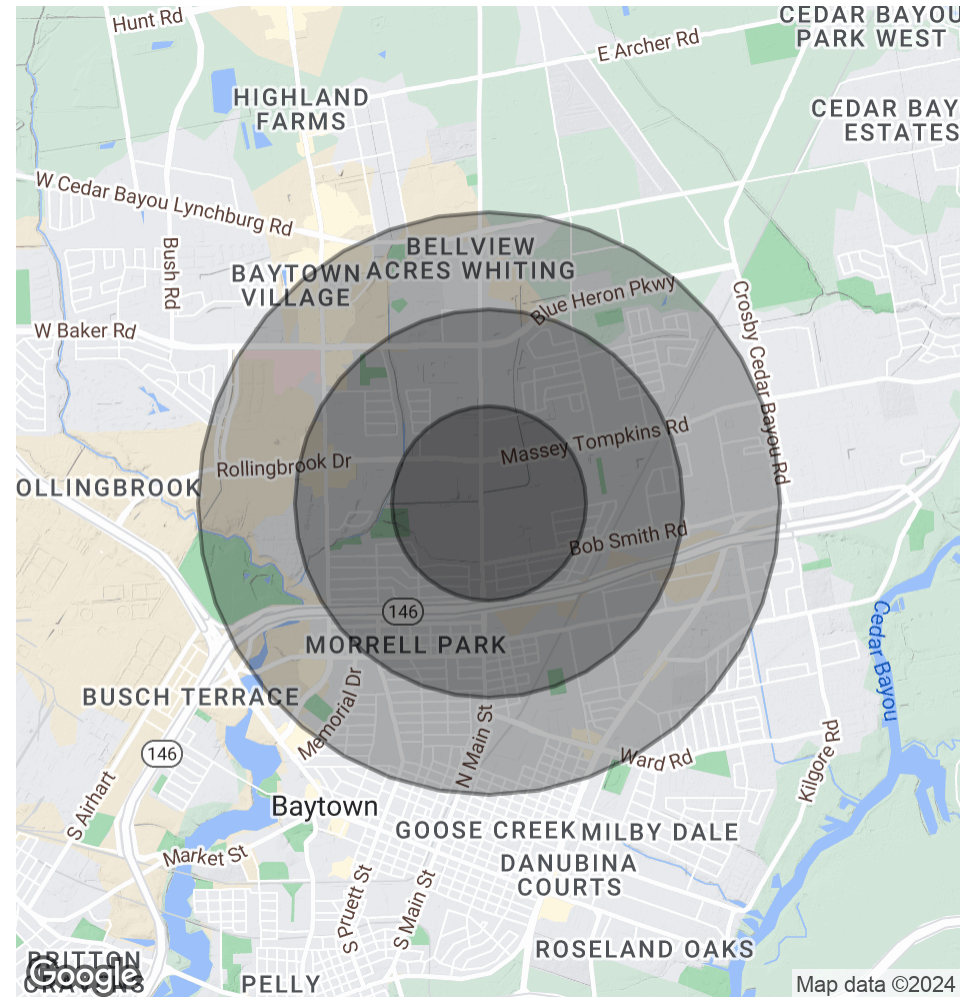 CEDAR BAYOU
PARK WEST
Hunt Rd
E Archer Rd
HIGHLAND
FARMS
CEDAR BAY
ESTATES
W Cedar Bayou Lynchburg Rd
Bush Rd
BELLVIEW
ACRES WHITING
BAYTOWN
VILLAGE
Blue Heron Pkwy
Crosby Cedar Bayou Rd
W Baker Rd
Massey Tompkins Rd
Rollingbrook Dr
OLLINGBROOK
Bob Smith Rd
146
MORRELL PARK
Cedar Bayou
BUSCH TERRACE
Memorial Dr
N Main St
146
Ward Rd
Kilgore Rd
S Airhart
Baytown
GOOSE CREEK
MILBY DALE
Market St
DANUBINA
COURTS
S Pruett St
S Main St
ROSELAND OAKS
BRITTON
CRAVENS
Google
PELLY
Map data ©2024